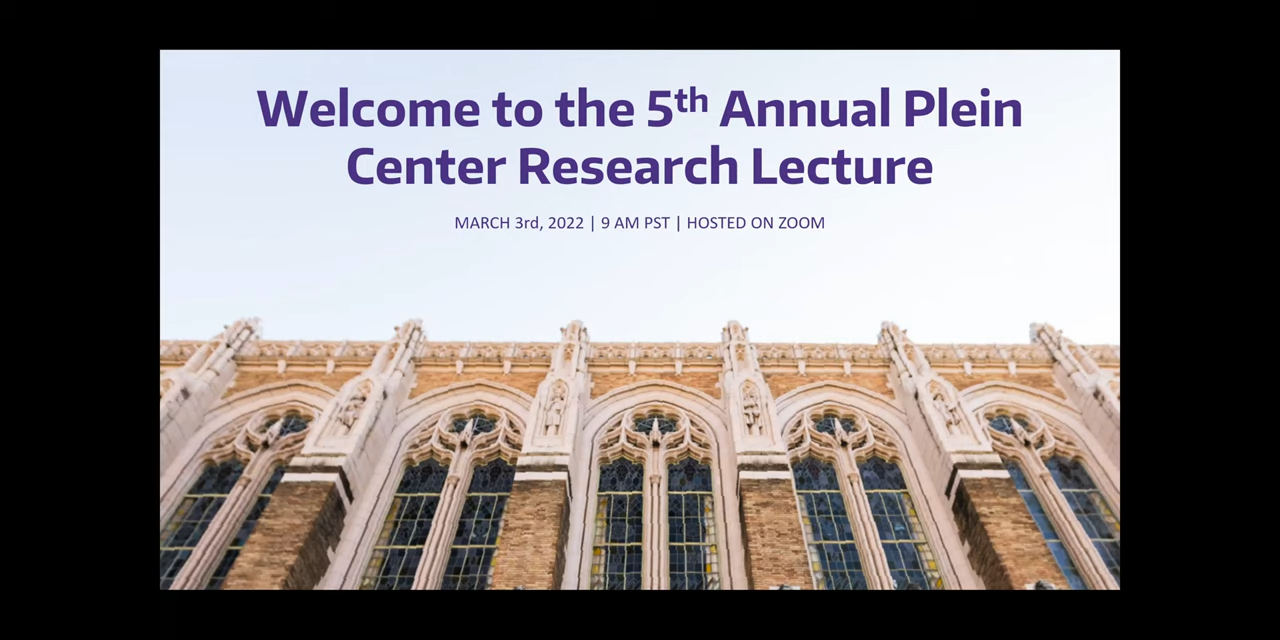 Welcome to the 5th Annual Plein
Center Research Lecture
MARCH 3rd, 2022 | 9 AM PST | HOSTED ON ZOOM